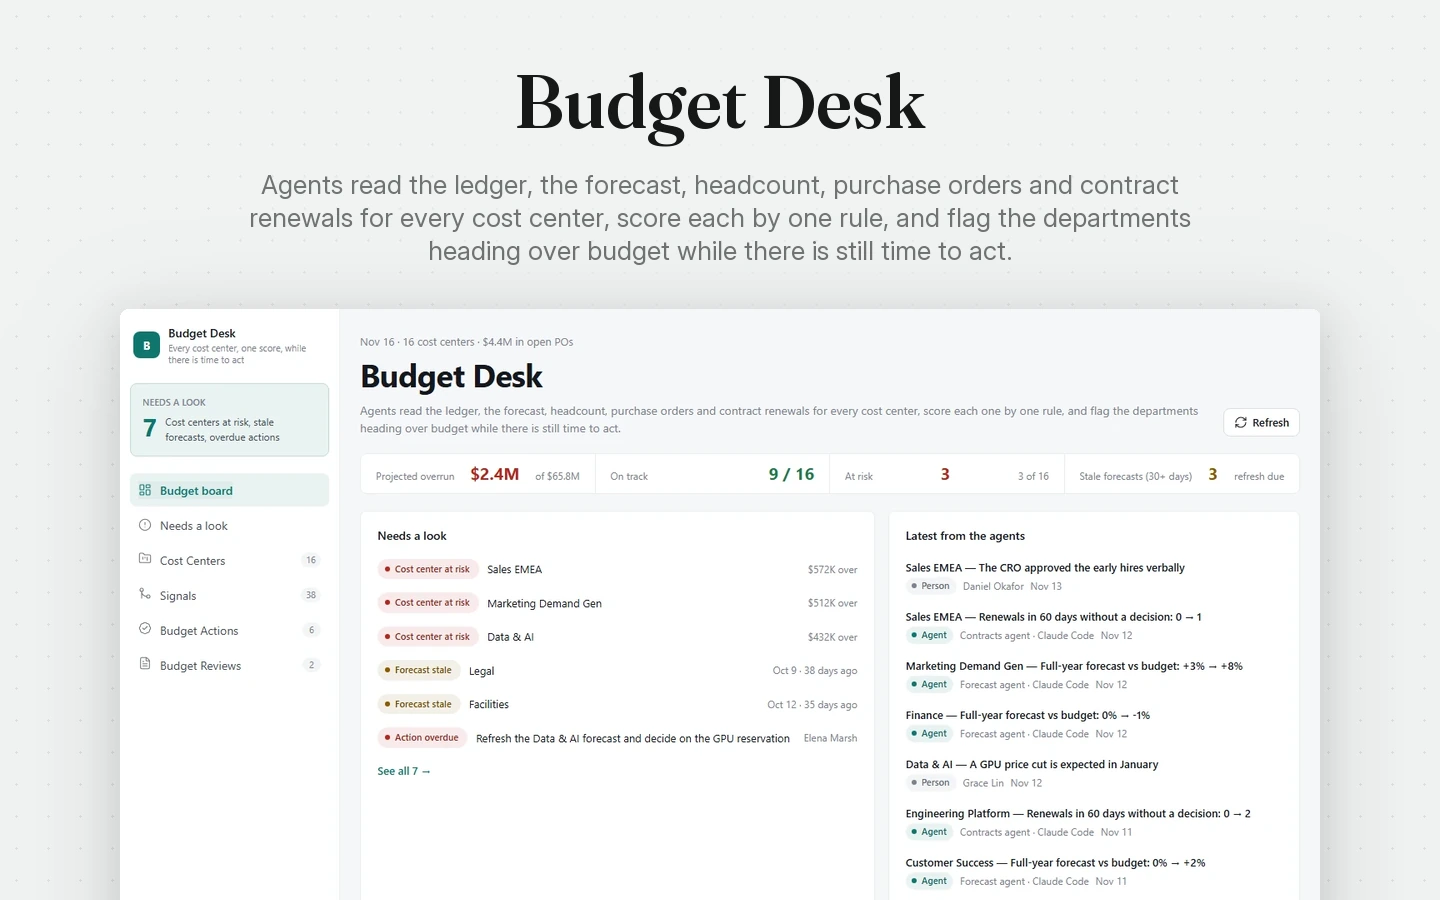 Budget Desk
Agents read the ledger, the forecast, headcount, purchase orders and contract
renewals for every cost center, score each by one rule, and flag the departments
heading over budget while there is still time to act.
B
Budget Desk
Every cost center, one score, while
there is time to act
NEEDS A LOOK
7
Cost centers at risk, stale
forecasts, overdue actions
Budget board
Needs a look
Cost Centers 16
Signals 38
Budget Actions 6
Budget Reviews 2
Nov 16 · 16 cost centers · $4.4M in open POs
Budget Desk
Agents read the ledger, the forecast, headcount, purchase orders and contract renewals for every cost center, score each one by one rule, and flag the departments
heading over budget while there is still time to act.
Refresh
Projected overrun $2.4M of $65.8M
On track 9 / 16
At risk 3 3 of 16
Stale forecasts (30+ days) 3 refresh due
Needs a look
Cost center at risk Sales EMEA $572K over
Cost center at risk Marketing Demand Gen $512K over
Cost center at risk Data & AI $432K over
Forecast stale Legal Oct 9 · 38 days ago
Forecast stale Facilities Oct 12 · 35 days ago
Action overdue Refresh the Data & AI forecast and decide on the GPU reservation Elena Marsh
See all 7 →
Latest from the agents
Sales EMEA — The CRO approved the early hires verbally
Person Daniel Okafor Nov 13
Sales EMEA — Renewals in 60 days without a decision: 0 → 1
Agent Contracts agent · Claude Code Nov 12
Marketing Demand Gen — Full-year forecast vs budget: +3% → +8%
Agent Forecast agent · Claude Code Nov 12
Finance — Full-year forecast vs budget: 0% → -1%
Agent Forecast agent · Claude Code Nov 12
Data & AI — A GPU price cut is expected in January
Person Grace Lin Nov 12
Engineering Platform — Renewals in 60 days without a decision: 0 → 2
Agent Contracts agent · Claude Code Nov 11
Customer Success — Full-year forecast vs budget: 0% → +2%
Agent Forecast agent · Claude Code Nov 11